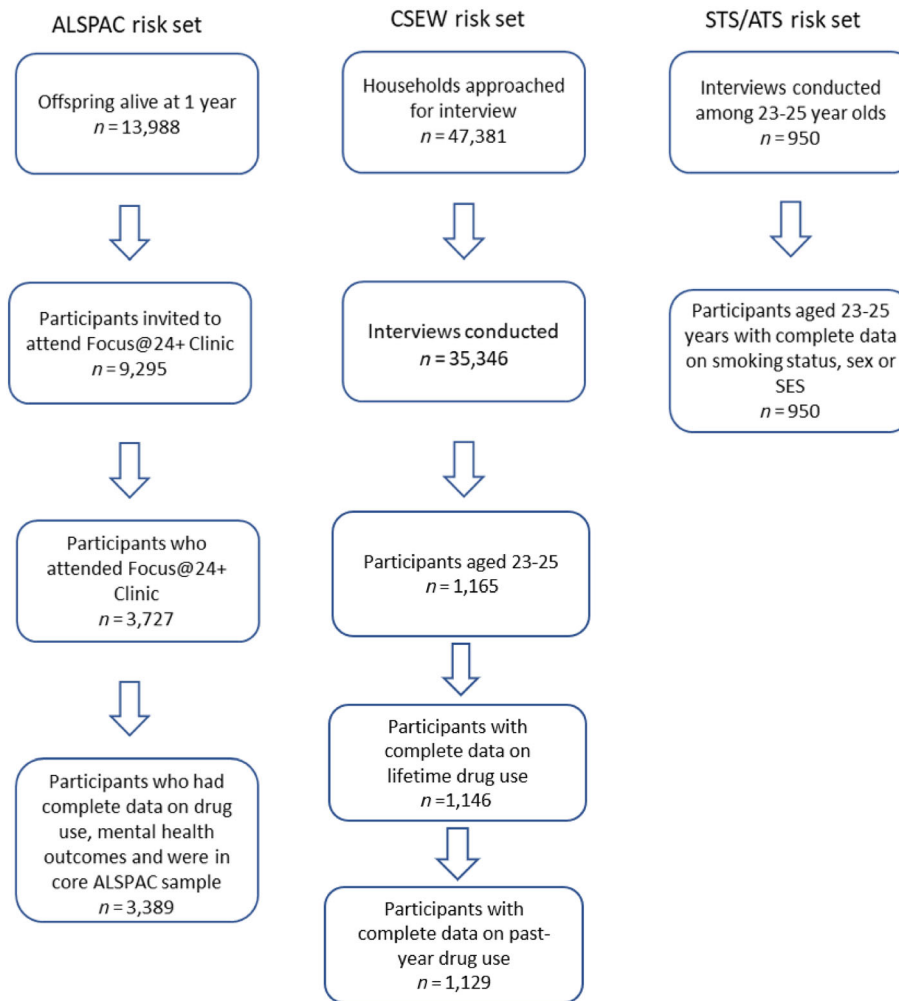 ALSPAC risk set
Offspring alive at 1 year
n = 13,988
Participants invited to
attend Focus@24+ Clinic
n = 9,295
Participants who
attended Focus@24+
Clinic
n = 3,727
Participants who had
complete data on drug
use, mental health
outcomes and were in
core ALSPAC sample
n = 3,389
CSEW risk set
Households approached
for interview
n = 47,381
Interviews conducted
n = 35,346
Participants aged 23-25
n = 1,165
Participants with
complete data on
lifetime drug use
n =1,146
Participants with
complete data on past-
year drug use
n = 1,129
STS/ATS risk set
Interviews conducted
among 23-25 year olds
n = 950
Participants aged 23-25
years with complete data
on smoking status, sex or
SES
n = 950